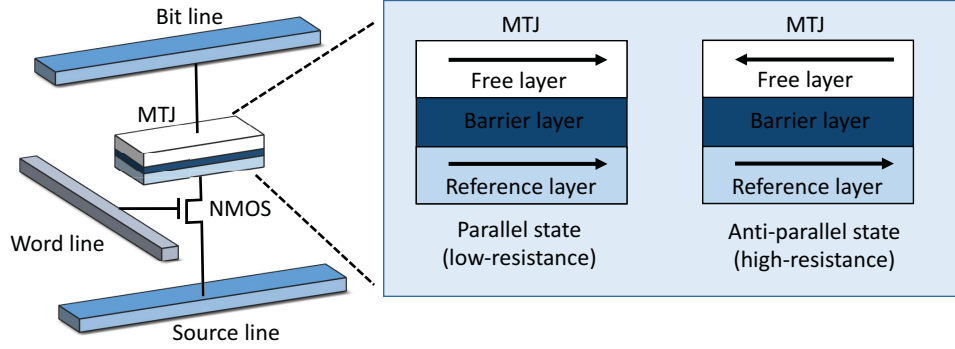 Bit line
MTJ
NMOS
Word line
Source line
MTJ
Free layer
Barrier layer
Reference layer
Parallel state
(low-resistance)
MTJ
Free layer
Barrier layer
Reference layer
Anti-parallel state
(high-resistance)